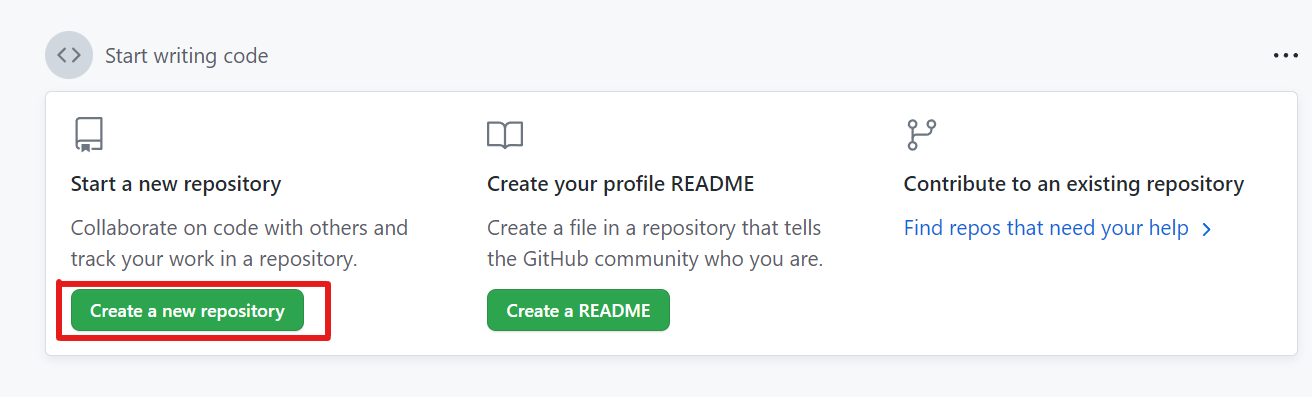 Start writing code
Start a new repository
Collaborate on code with others and
track your work in a repository.
Create a new repository
Create your profile README
Create a file in a repository that tells
the GitHub community who you are.
Create a README
Contribute to an existing repository
Find repos that need your help